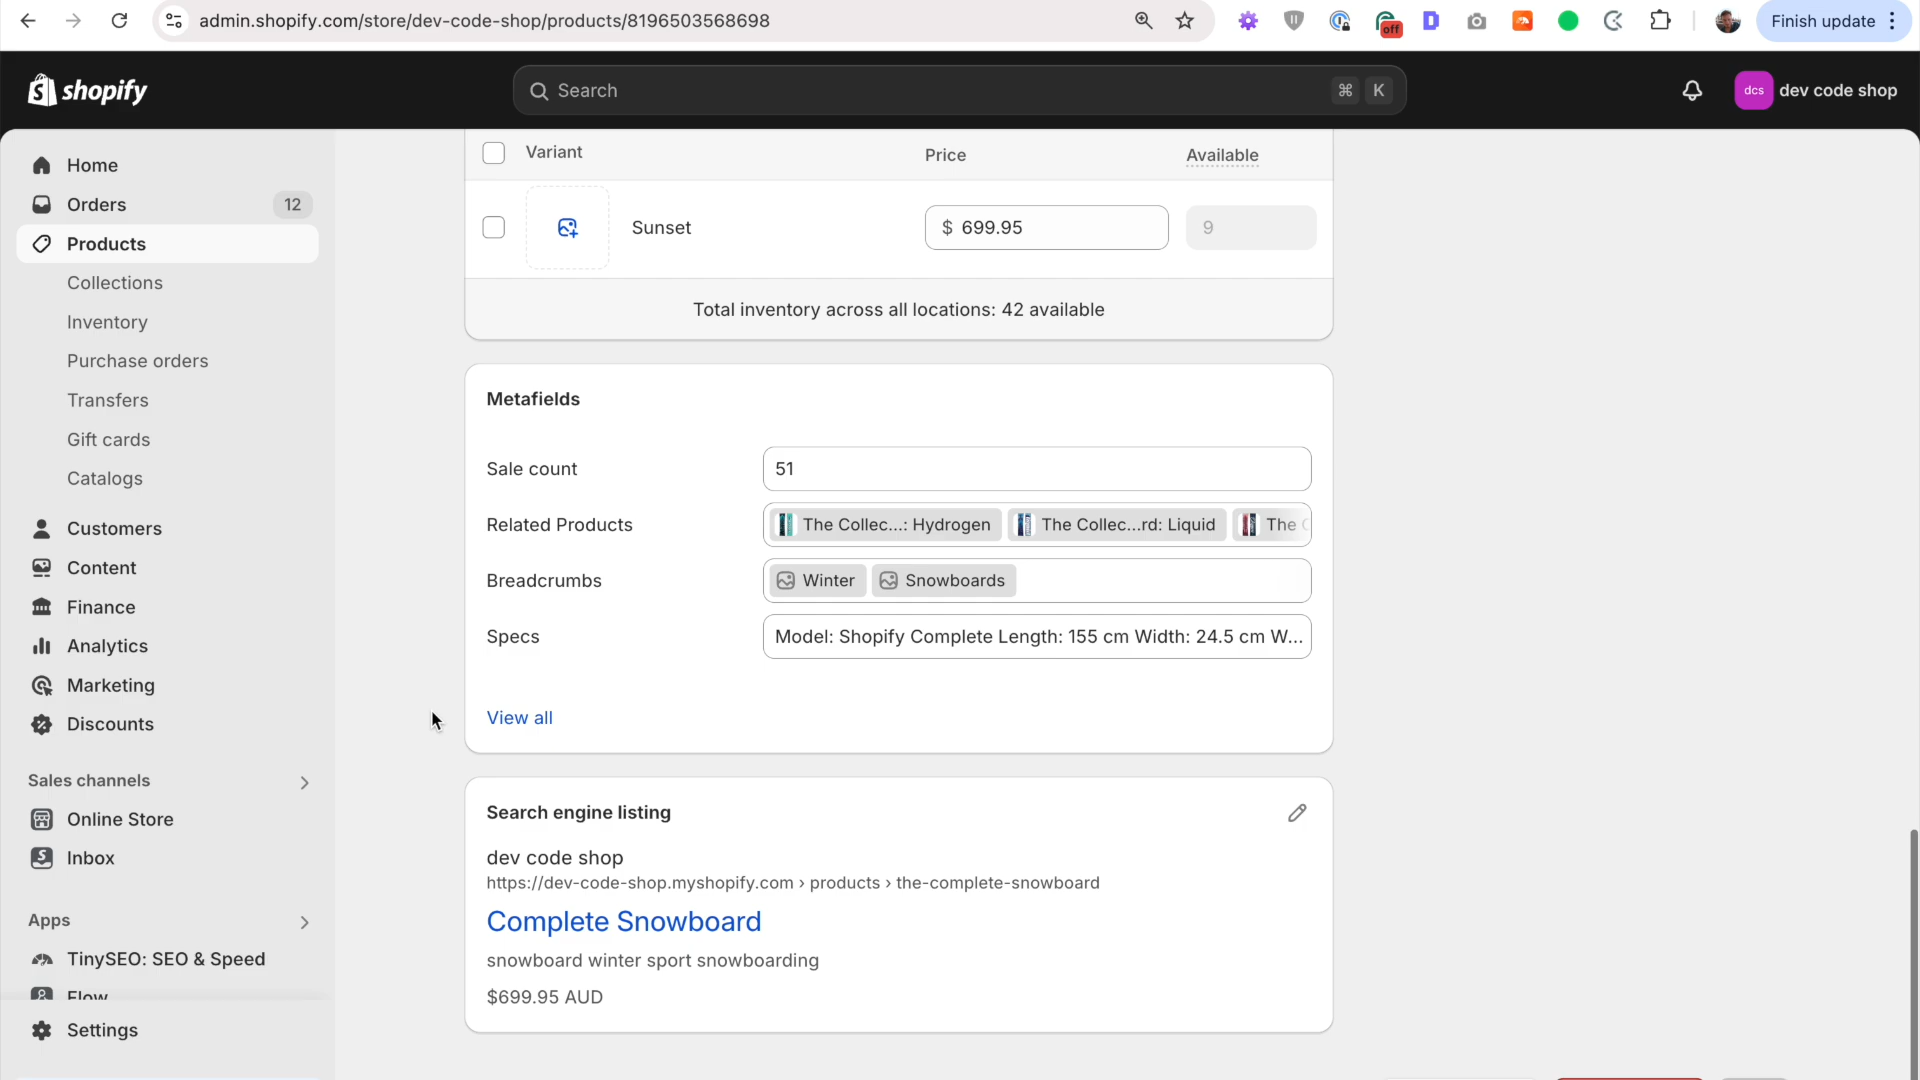 admin.shopify.com/store/dev-code-shop/products/8196503568698
off
Finish update
shopify
Search
⌘ K
dcs
dev code shop
Home
Orders 12
Products
Collections
Inventory
Purchase orders
Transfers
Gift cards
Catalogs
Customers
Content
Finance
Analytics
Marketing
Discounts
Sales channels
Online Store
Inbox
Apps
TinySEO: SEO & Speed
Flow
Settings
Variant Price Available
Sunset $ 699.95 9
Total inventory across all locations: 42 available
Metafields
Sale count 51
Related Products The Collec...: Hydrogen The Collec...rd: Liquid The C
Breadcrumbs Winter Snowboards
Specs Model: Shopify Complete Length: 155 cm Width: 24.5 cm W...
View all
Search engine listing
dev code shop
https://dev-code-shop.myshopify.com › products › the-complete-snowboard
Complete Snowboard
snowboard winter sport snowboarding
$699.95 AUD